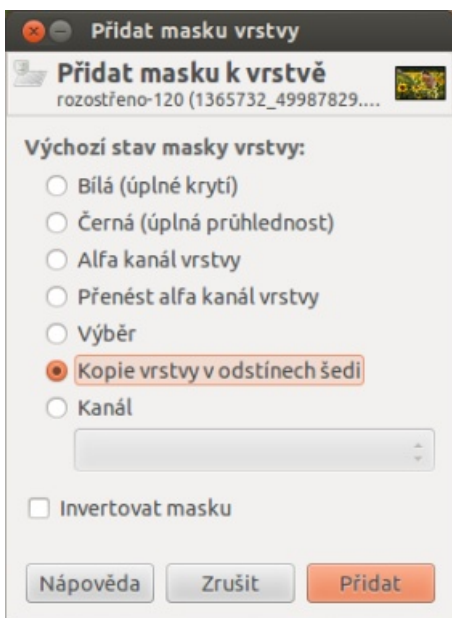 Přidat masku vrstvy
Přidat masku k vrstvě
rozostřeno-120 (1365732_49987829....
Výchozí stav masky vrstvy:
Bílá (úplné krytí)
Černá (úplná průhlednost)
Alfa kanál vrstvy
Přenést alfa kanál vrstvy
Výběr
Kopie vrstvy v odstínech šedi
Kanál
Invertovat masku
Nápověda
Zrušit
Přidat